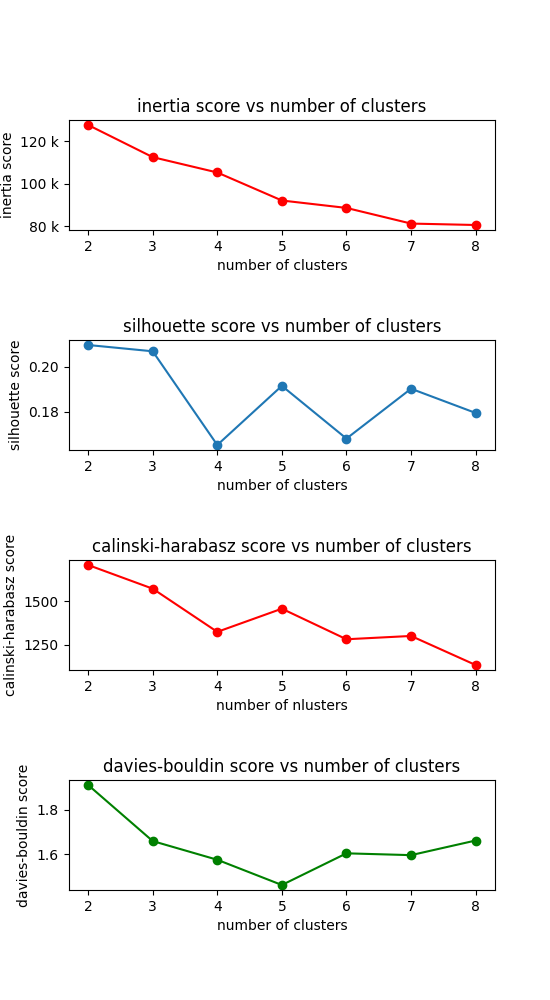 inertia score vs number of clusters
inertia score
120 k
100 k
80 k
2 3 4 5 6 7 8
number of clusters
silhouette score vs number of clusters
silhouette score
0.20
0.18
2 3 4 5 6 7 8
number of clusters
calinski-harabasz score vs number of clusters
calinski-harabasz score
1500
1250
2 3 4 5 6 7 8
number of nlusters
davies-bouldin score vs number of clusters
davies-bouldin score
1.8
1.6
2 3 4 5 6 7 8
number of clusters